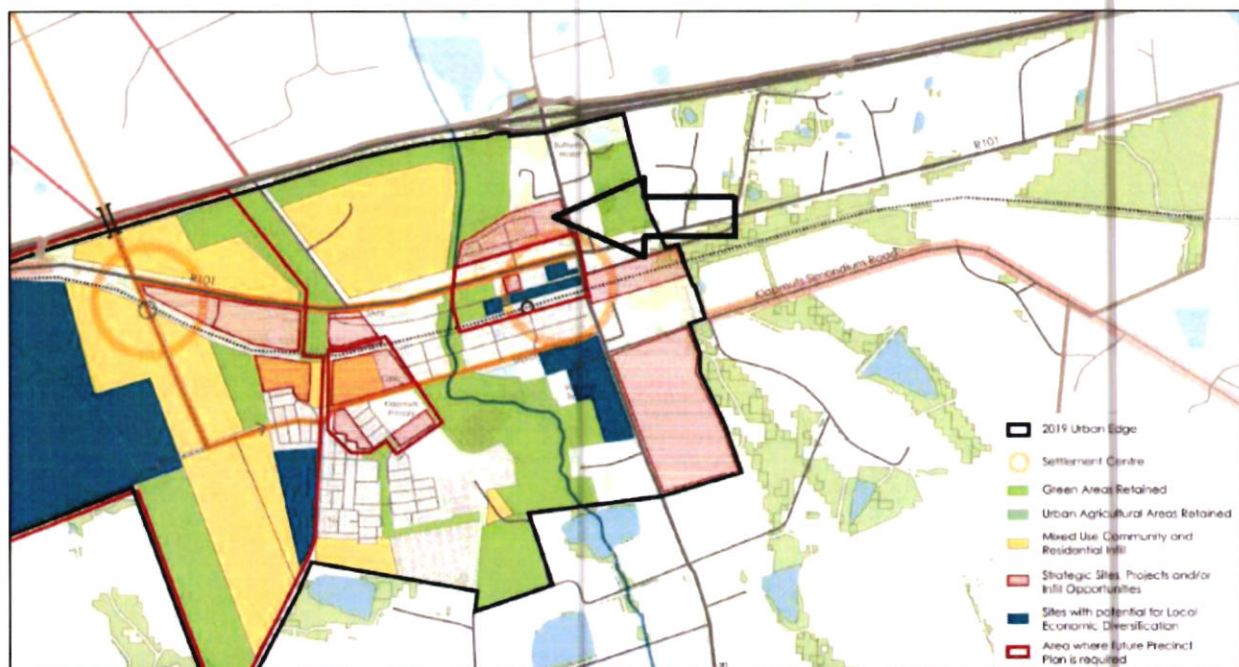 R101
R101
Klapmuts Simondium Road
Klapmuts
Primary
2019 Urban Edge
Settlement Centre
Green Areas Retained
Urban Agricultural Areas Retained
Mixed Use Community and
Residential Infill
Strategic Sites, Projects and/or
Infill Opportunities
Sites with potential for Local
Economic Diversification
Area where future Precinct
Plan is required